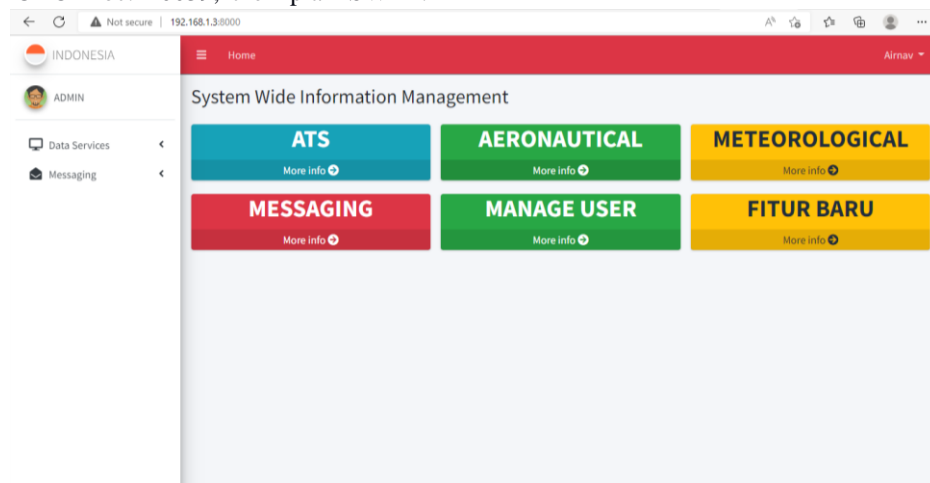 Not secure | 192.168.1.3:8000
INDONESIA
Home
Airnav
ADMIN
System Wide Information Management
Data Services
Messaging
ATS
More info
AERONAUTICAL
More info
METEOROLOGICAL
More info
MESSAGING
More info
MANAGE USER
More info
FITUR BARU
More info